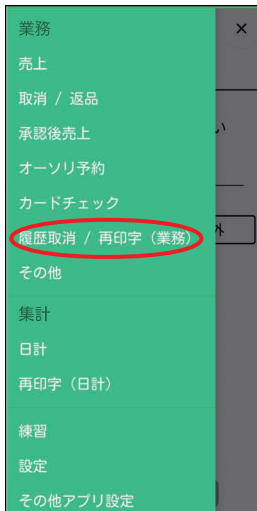 業務
×
売上
取消 / 返品
承認後売上
い
オーソリ予約
カードチェック
履歴取消 / 再印字（業務）
外
その他
集計
日計
再印字（日計）
練習
設定
その他アプリ設定